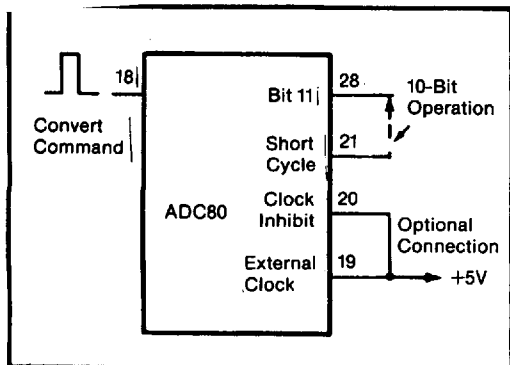 18
Convert
Command
ADC80
Bit 11
28
10-Bit
Operation
Short
Cycle
21
Clock
Inhibit
20
Optional
Connection
External
Clock
19
+5V